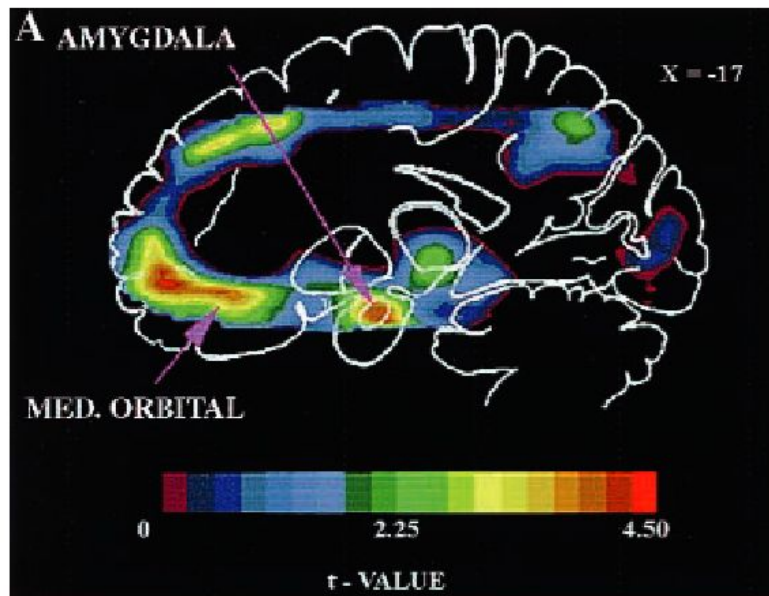 A
AMYGDALA
X = -17
MED. ORBITAL
0 2.25 4.50
t - VALUE